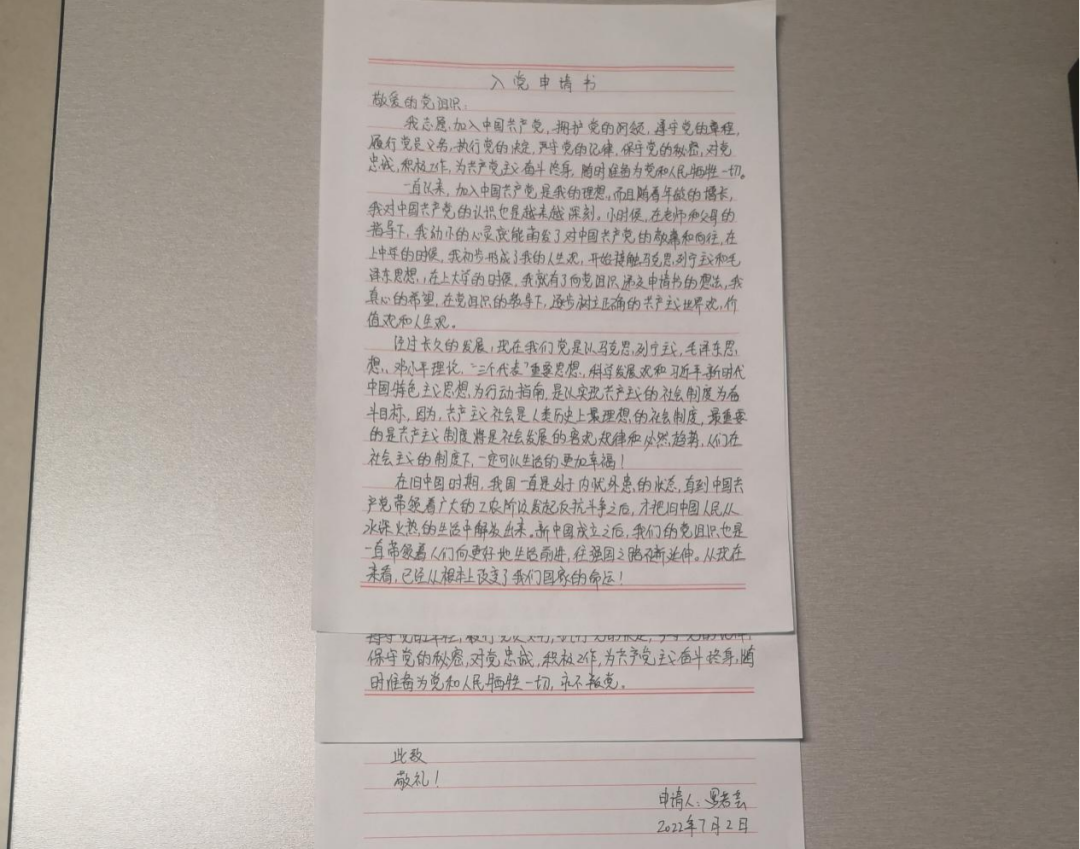 入党申请书
敬爱的党组识:
我志愿加入中国共产党,拥护党的纲领,遵守党的章程,
履行党员义务,执行党的决定,严守党的纪律,保守党的秘密,对党
忠诚,积极工作,为共产党主义奋斗终身,随时准备为党和人民牺牲一切。
一直以来,加入中国共产党是我的理想,而且随着年龄的增长,
我对中国共产党的认识也是越来越深刻。小时候,在老师和父母的
指导下,我幼小的心灵就能萌发了对中国共产党的敬慕和向往,在
上中学的时候,我初步形成了我的人生观,开始接触马克思,列宁主义和毛
泽东思想,在上大学的时候,我就有了向党组识递交申请书的想法,我
真心的希望,在党组识的教导下,逐步树立正确的共产主义世界观,价
值观和人生观。
经过长久的发展,现在我们党是以马克思,列宁主义,毛泽东思
想,邓小平理论,“三个代表”重要思想,科学发展观和习近平新时代
中国特色主义思想,为行动指南,是以实现共产主义的社会制度为奋
斗目标,因为,共产主义社会是人类历史上最理想的社会制度,最重要
的是共产主义制度将是社会发展的客观规律和必然趋势,人们在
社会主义的制度下,一定可以生活的更加幸福!
在旧中国时期,我国一直是处于内忧外患的状态,直到中国共
产党带领着广大的工农阶级发起反抗斗争之后,才把旧中国人民从
水深火热的生活中解放出来。新中国成立之后,我们的党组识也是
一直带领着人们向更好地生活前进,往强国之路不断延伸。从现在
来看,已经从根本上改变了我们国家的命运!
保守党的秘密,对党忠诚,积极工作,为共产党主义奋斗终身,随
时准备为党和人民牺牲一切,永不叛党。
此致
敬礼!
申请人:
2022年7月2日